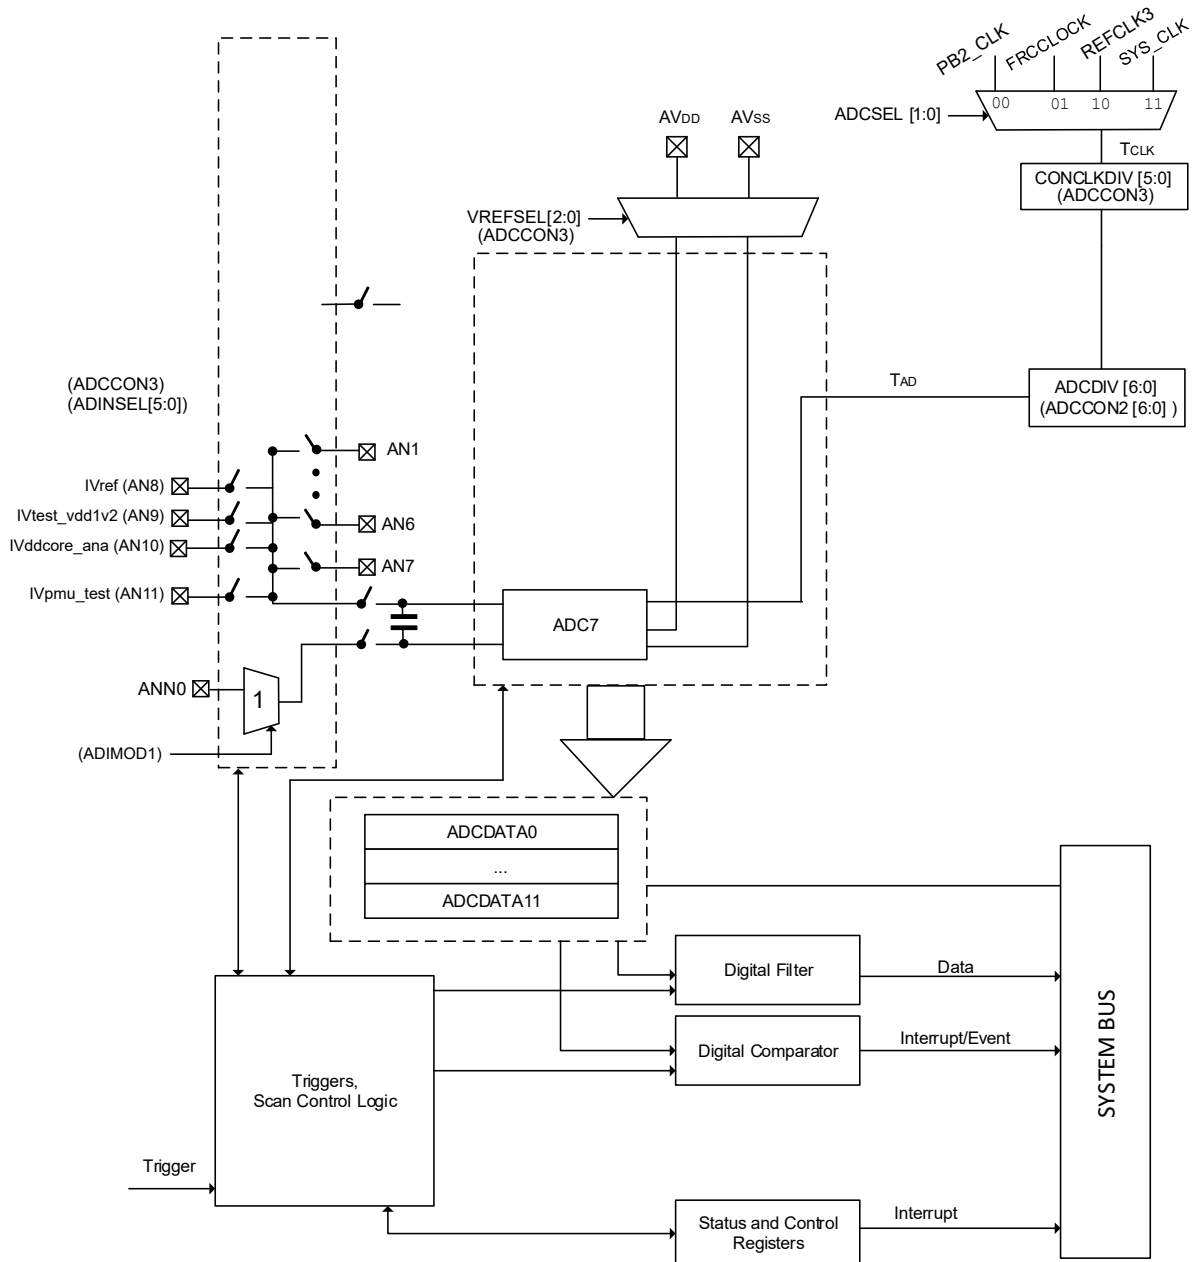 PB2_CLK
FRCCLOCK
REFCLK3
SYS_CLK
00
01
10
11
ADCSEL [1:0]
TCLK
CONCLKDIV [5:0]
(ADCCON3)
AVDD
AVSS
VREFSEL[2:0]
(ADCCON3)
(ADCCON3)
(ADINSEL[5:0])
TAD
ADCDIV [6:0]
(ADCCON2 [6:0] )
AN1
IVref (AN8)
IVtest_vdd1v2 (AN9)
AN6
IVddcore_ana (AN10)
AN7
IVpmu_test (AN11)
ADC7
ANN0
1
(ADIMOD1)
ADCDATA0
...
ADCDATA11
Digital Filter
Data
Digital Comparator
Interrupt/Event
SYSTEM BUS
Triggers,
Scan Control Logic
Trigger
Status and Control
Registers
Interrupt